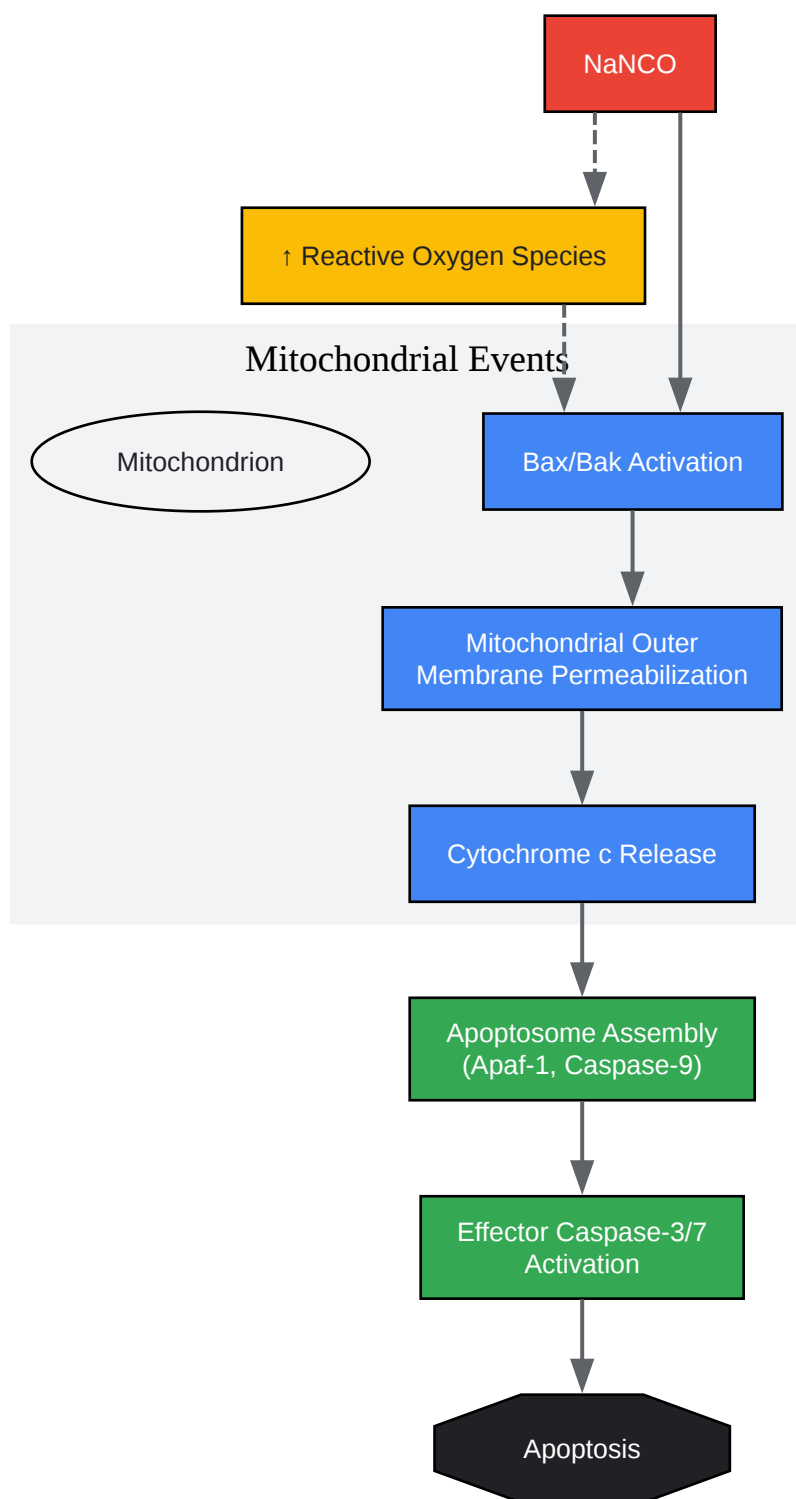 NaNCO
↑ Reactive Oxygen Species
Mitochondrial Events
Mitochondrion
Bax/Bak Activation
Mitochondrial Outer
Membrane Permeabilization
Cytochrome c Release
Apoptosome Assembly
(Apaf-1, Caspase-9)
Effector Caspase-3/7
Activation
Apoptosis